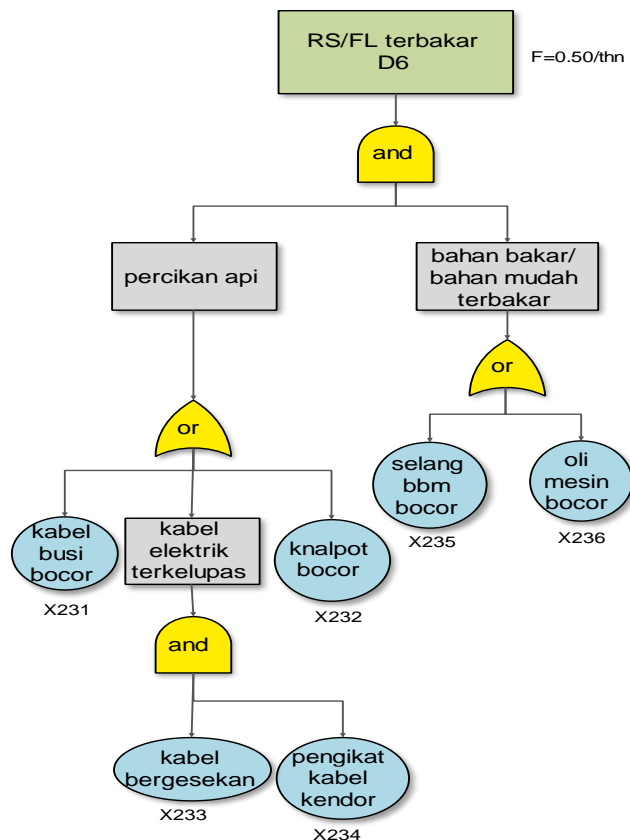 RS/FL terbakar
D6
F=0.50/thn
and
percikan api
bahan bakar/
bahan mudah
terbakar
or
or
selang
bbm
bocor
X235
oli
mesin
bocor
X236
kabel
busi
bocor
X231
kabel
elektrik
terkelupas
knalpot
bocor
X232
and
kabel
bergesekan
X233
pengikat
kabel
kendor
X234